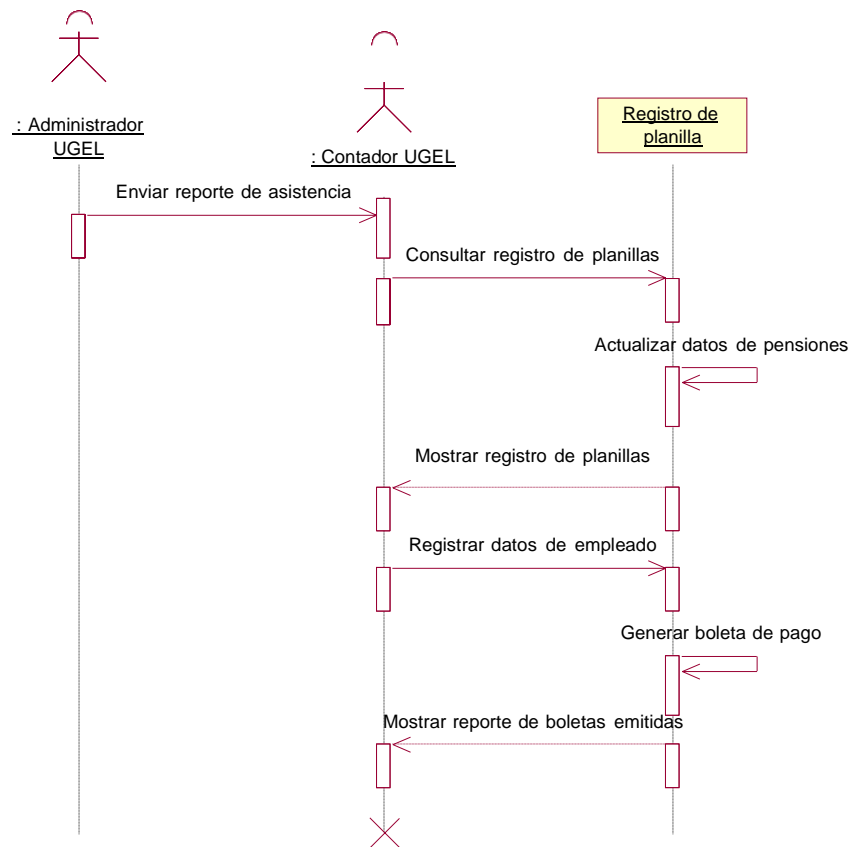 : Administrador
UGEL
: Contador UGEL
Registro de
planilla
Enviar reporte de asistencia
Consultar registro de planillas
Actualizar datos de pensiones
Mostrar registro de planillas
Registrar datos de empleado
Generar boleta de pago
Mostrar reporte de boletas emitidas